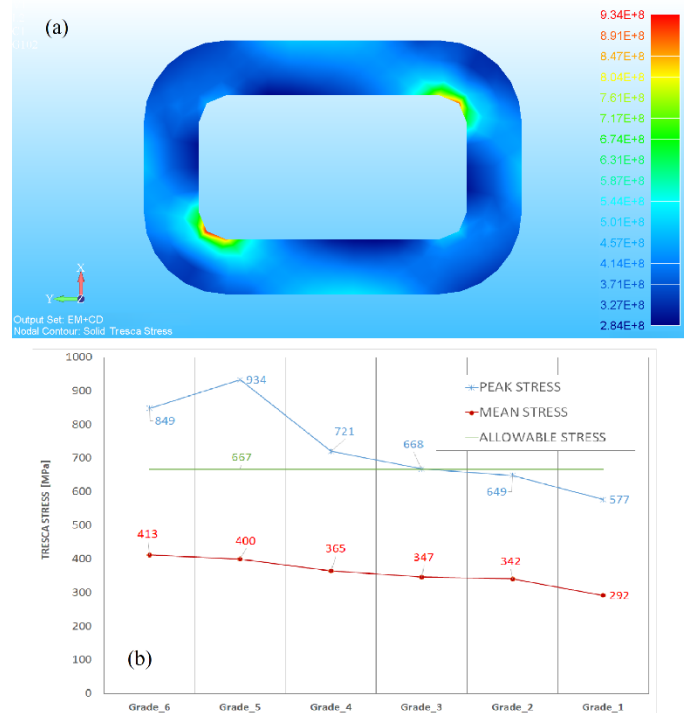 (a)
9.34E+8
8.91E+8
8.47E+8
8.04E+8
7.61E+8
7.17E+8
6.74E+8
6.31E+8
5.87E+8
5.44E+8
5.01E+8
4.57E+8
4.14E+8
3.71E+8
3.27E+8
2.84E+8
X
Y
Z
Output Set: EM+CD
Nodal Contour: Solid Tresca Stress
1000
900
800
700
600
500
400
300
200
100
0
TRESCA STRESS [MPa]
849
934
721
668
649
577
667
413
400
365
347
342
292
PEAK STRESS
MEAN STRESS
ALLOWABLE STRESS
(b)
Grade_6 Grade_5 Grade_4 Grade_3 Grade_2 Grade_1